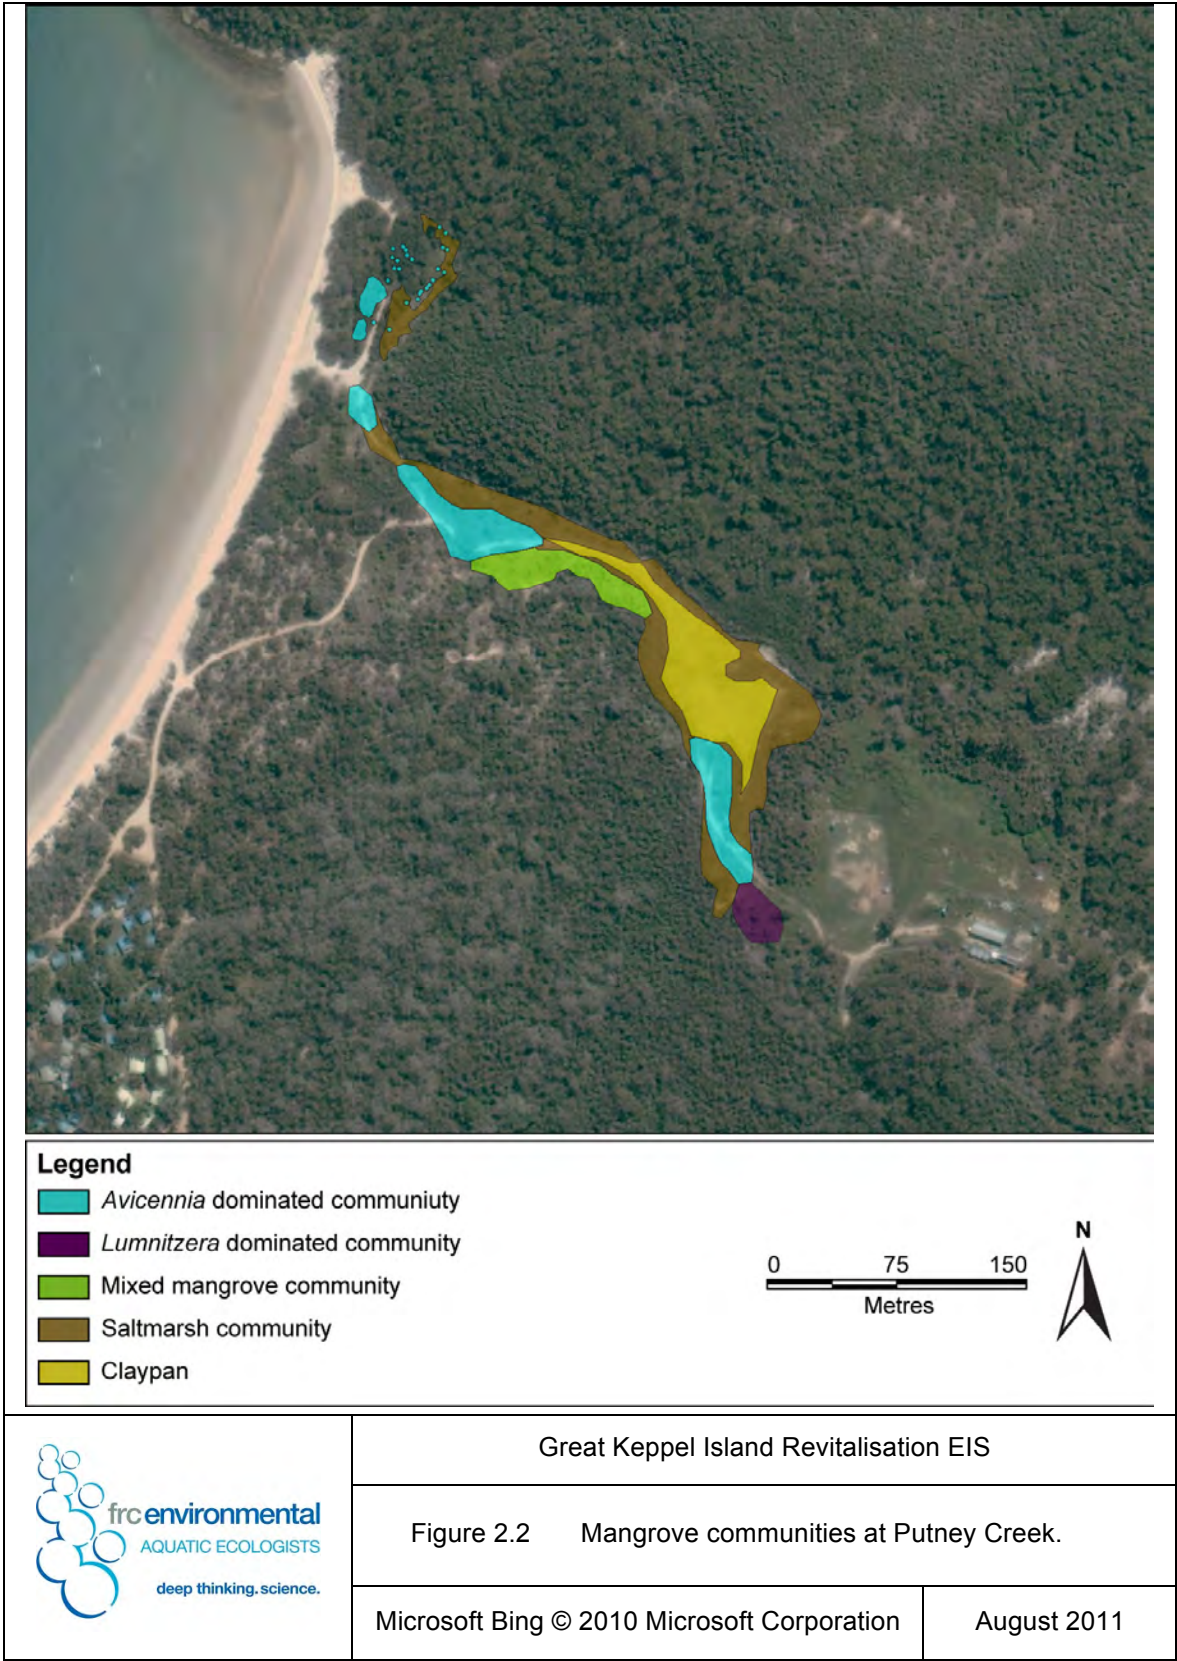 Legend
Avicennia dominated communiuty
Lumnitzera dominated community
Mixed mangrove community
Saltmarsh community
Claypan
0 75 150
Metres
N
frc environmental
AQUATIC ECOLOGISTS
deep thinking. science.
Great Keppel Island Revitalisation EIS
Figure 2.2 Mangrove communities at Putney Creek.
Microsoft Bing © 2010 Microsoft Corporation
August 2011